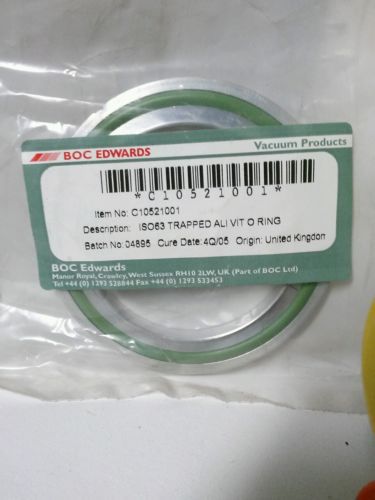 BOC EDWARDS
Vacuum Products
*C10521001*
Item No: C10521001
Description: ISO63 TRAPPED ALI VIT O RING
Batch No: 04895 Cure Date: 4Q/05 Origin: United Kingdom
BOC Edwards
Manor Royal, Crawley, West Sussex RH10 2LW, UK (Part of BOC Ltd)
Tel +44 (0) 1293 528844 Fax +44 (0) 1293 533453